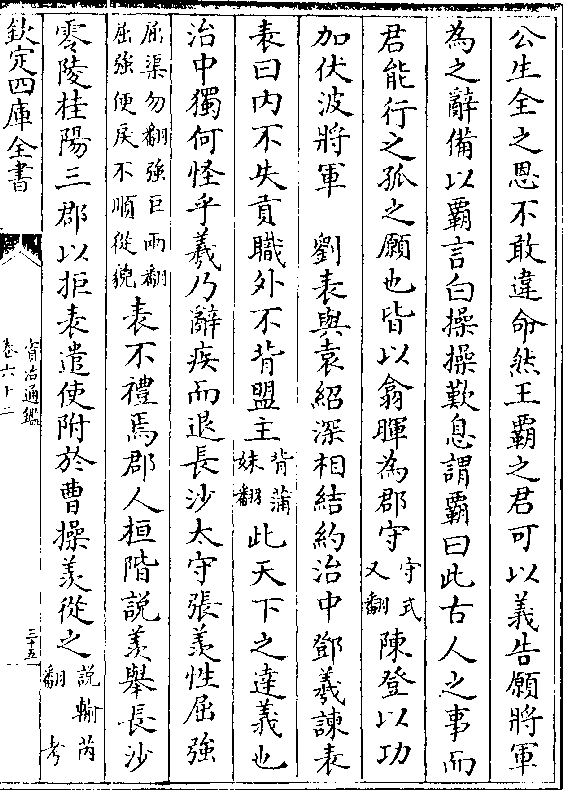 公生全之恩不敢違命然王霸之君可以義告願將軍
為之辭備以霸言白操操歎息謂霸曰此古人之事而
君能行之孤之願也皆以翕暉為郡守守式又翻陳登以功
加伏波將軍　劉表與袁紹深相結約治中鄧羲諫表
表曰内不失貢職外不背盟主背蒲妹翻此天下之達義也
治中獨何怪乎羲乃辭疾而退長沙太守張羡性屈強
屈渠勿翻強巨兩翻屈強便戾不順從貌表不禮焉郡人桓階説羡舉長沙
零陵桂陽三郡以拒表遣使附於曹操羡從之説輸芮翻考
欽定四庫全書
資治通鑑
卷六十二
三十五